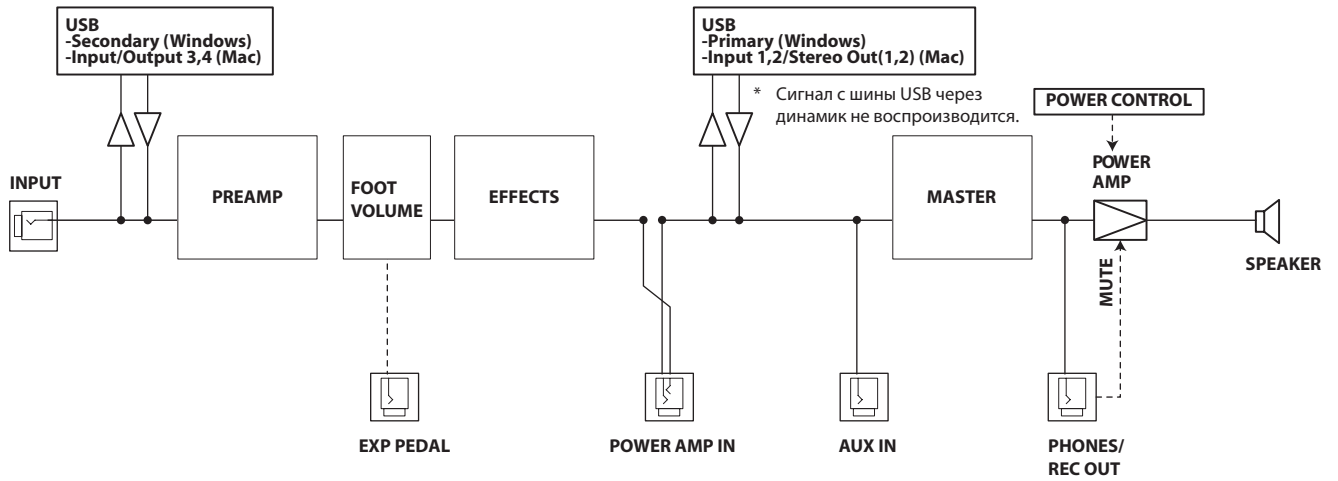 USB
-Secondary (Windows)
-Input/Output 3,4 (Mac)
USB
-Primary (Windows)
-Input 1,2/Stereo Out(1,2) (Mac)
* Сигнал с шины USB через
динамик не воспроизводится.
POWER CONTROL
INPUT
PREAMP
FOOT
VOLUME
EFFECTS
MASTER
POWER
AMP
SPEAKER
MUTE
EXP PEDAL
POWER AMP IN
AUX IN
PHONES/
REC OUT